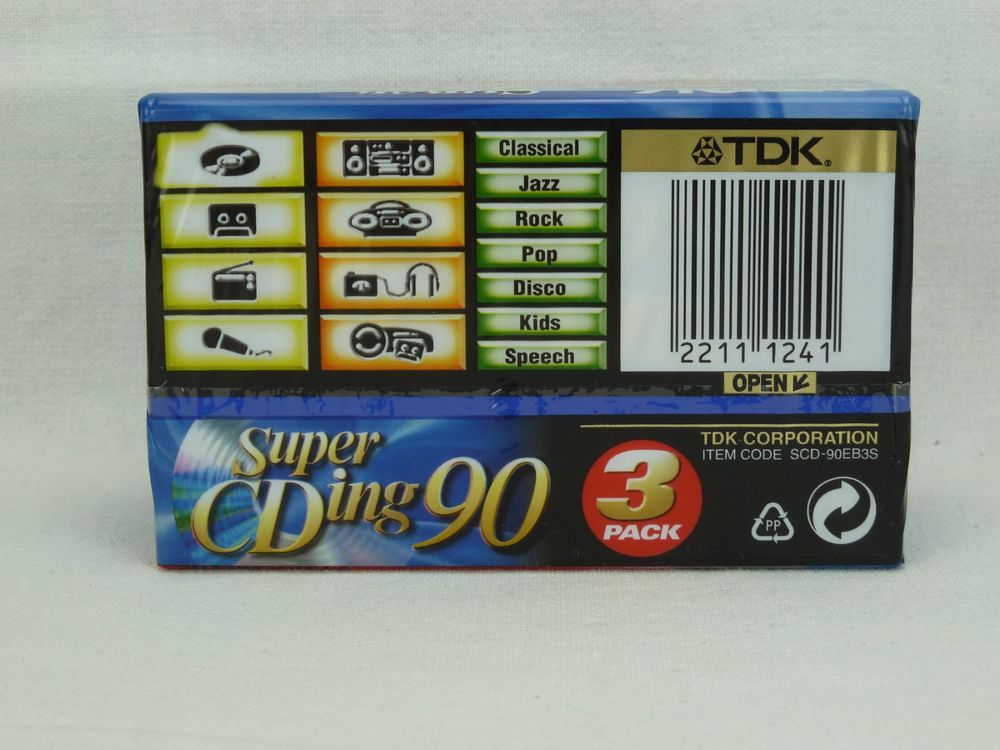 Classical
Jazz
Rock
Pop
Disco
Kids
Speech
TDK
2211 1241
OPEN
Super
CDing 90
3
PACK
TDK CORPORATION
ITEM CODE SCD-90EB3S
PP